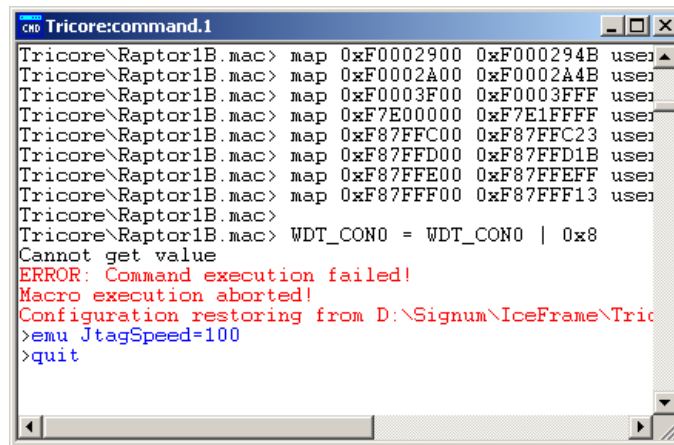 CMD Tricore:command.1
Tricore\Raptor1B.mac> map 0xF0002900 0xF000294B user
Tricore\Raptor1B.mac> map 0xF0002A00 0xF0002A4B user
Tricore\Raptor1B.mac> map 0xF0003F00 0xF0003FFF user
Tricore\Raptor1B.mac> map 0xF7E00000 0xF7E1FFFF user
Tricore\Raptor1B.mac> map 0xF87FFC00 0xF87FFC23 user
Tricore\Raptor1B.mac> map 0xF87FFD00 0xF87FFD1B user
Tricore\Raptor1B.mac> map 0xF87FFE00 0xF87FFEFF user
Tricore\Raptor1B.mac> map 0xF87FFF00 0xF87FFF13 user
Tricore\Raptor1B.mac>
Tricore\Raptor1B.mac> WDT_CON0 = WDT_CON0 | 0x8
Cannot get value
ERROR: Command execution failed!
Macro execution aborted!
Configuration restoring from D:\Signum\IceFrame\Tric
>emu JtagSpeed=100
>quit